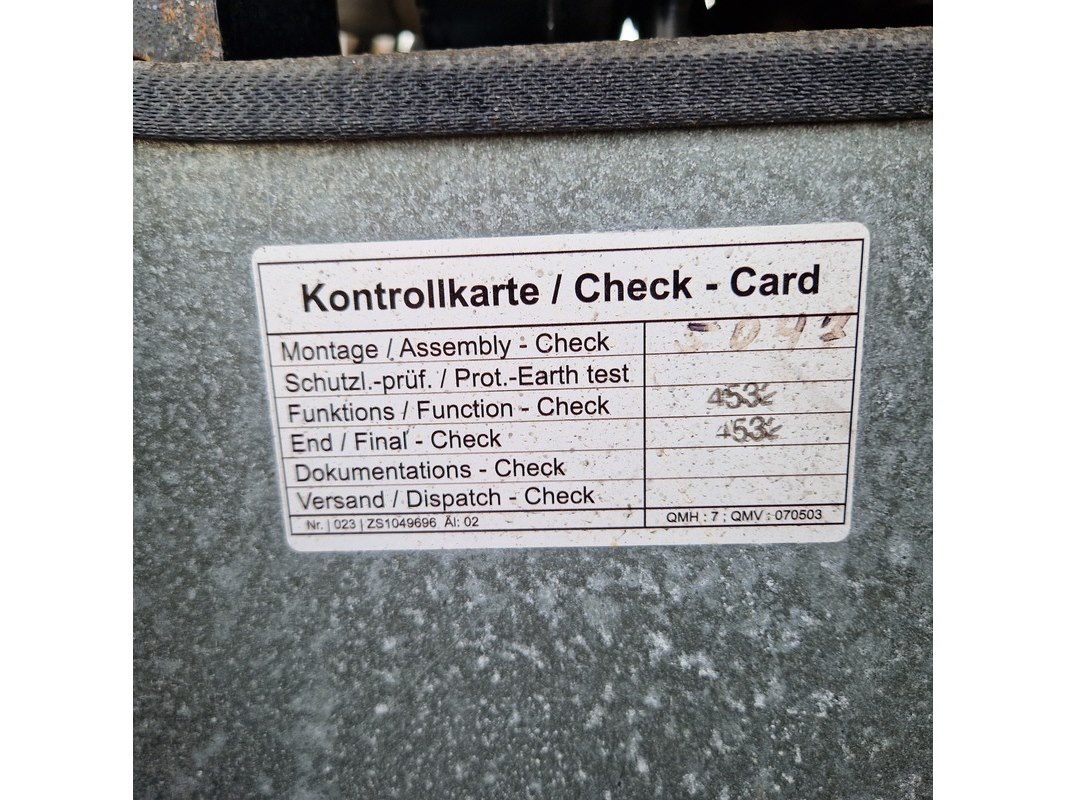 Kontrollkarte / Check - Card
Montage / Assembly - Check
Schutzl.-prüf. / Prot.-Earth test
Funktions / Function - Check 4532
End / Final - Check 4532
Dokumentations - Check
Versand / Dispatch - Check
Nr. | 023 | ZS1049696 ÄI: 02 QMH : 7 ; QMV : 070503